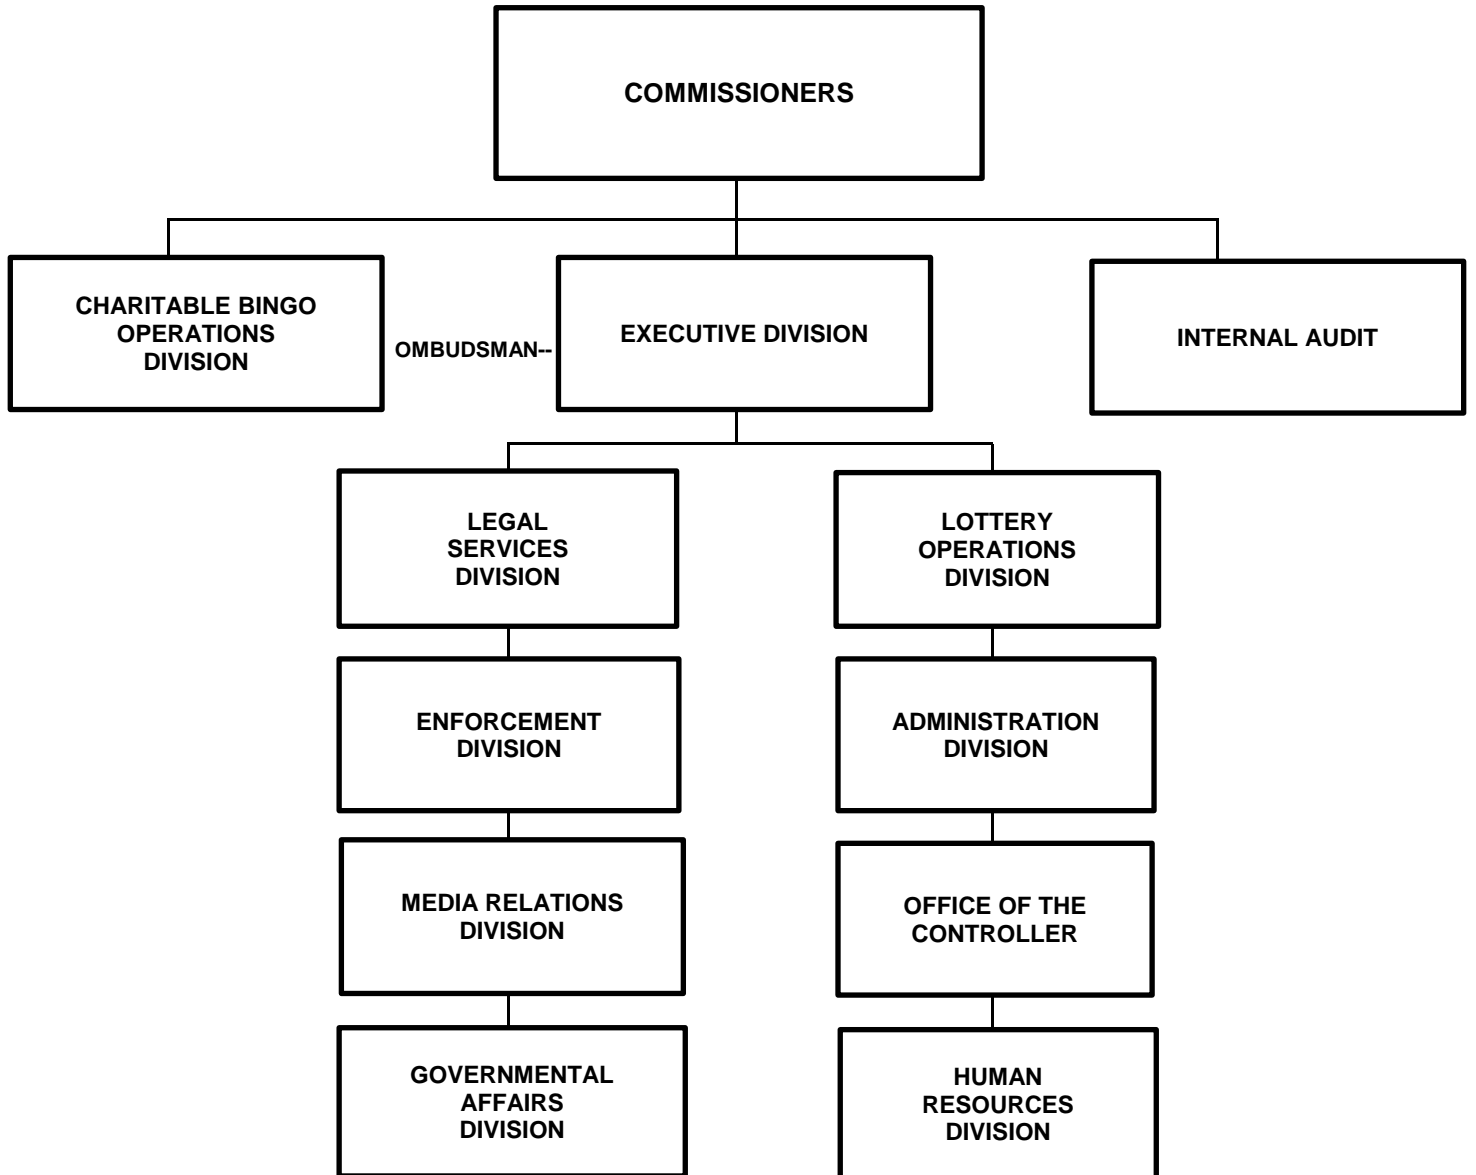 COMMISSIONERS
CHARITABLE BINGO
OPERATIONS
DIVISION
OMBUDSMAN--
EXECUTIVE DIVISION
INTERNAL AUDIT
LEGAL
SERVICES
DIVISION
LOTTERY
OPERATIONS
DIVISION
ENFORCEMENT
DIVISION
ADMINISTRATION
DIVISION
MEDIA RELATIONS
DIVISION
OFFICE OF THE
CONTROLLER
GOVERNMENTAL
AFFAIRS
DIVISION
HUMAN
RESOURCES
DIVISION